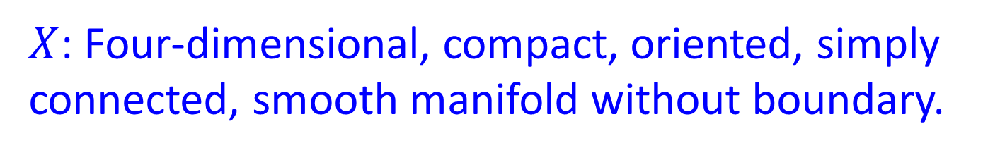 X: Four-dimensional, compact, oriented, simply
connected, smooth manifold without boundary.